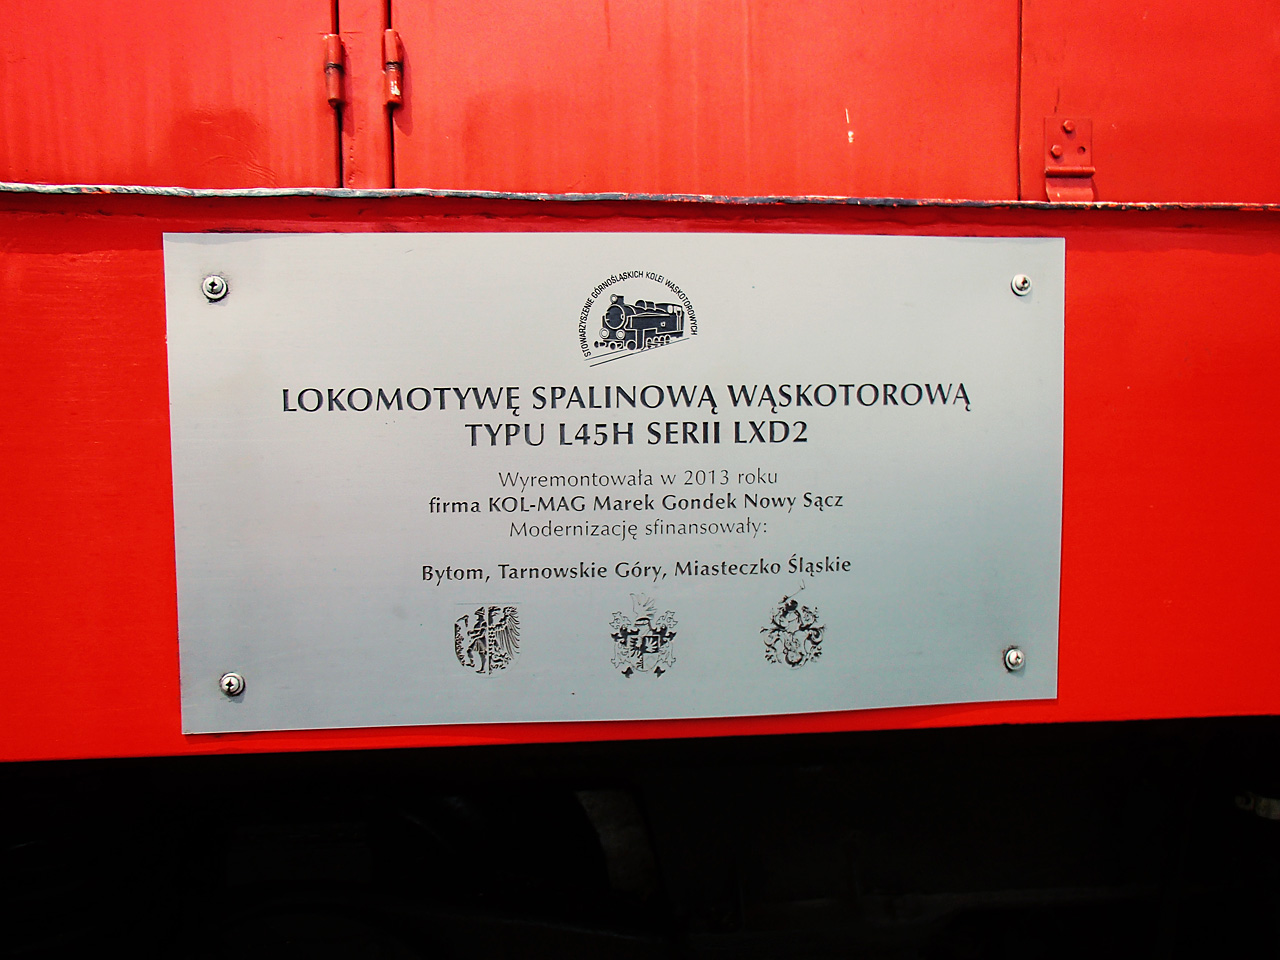 STOWARZYSZENIE GÓRNOŚLĄSKICH KOLEI WĄSKOTOROWYCH
LOKOMOTYWĘ SPALINOWĄ WĄSKOTOROWĄ
TYPU L45H SERII LXD2
Wyremontowała w 2013 roku
firma KOL-MAG Marek Gondek Nowy Sącz
Modernizację sfinansowały:
Bytom, Tarnowskie Góry, Miasteczko Śląskie